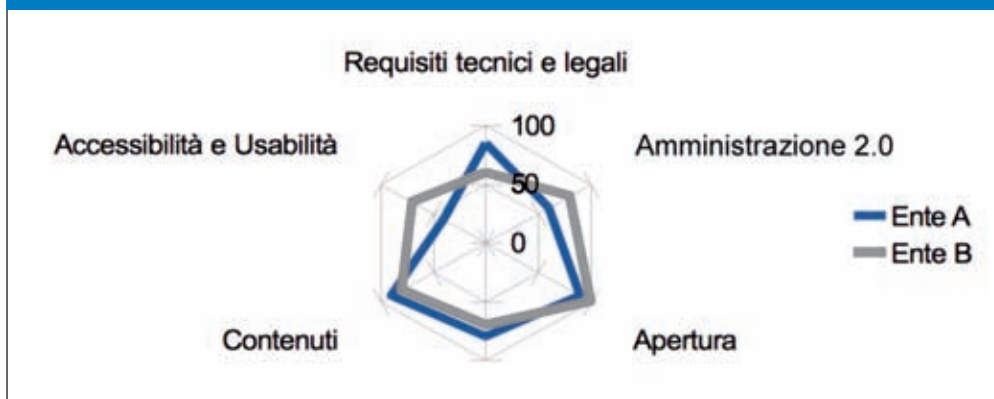 Requisiti tecnici e legali
100
Accessibilità e Usabilità
Amministrazione 2.0
50
Ente A
0
Ente B
Contenuti
Apertura